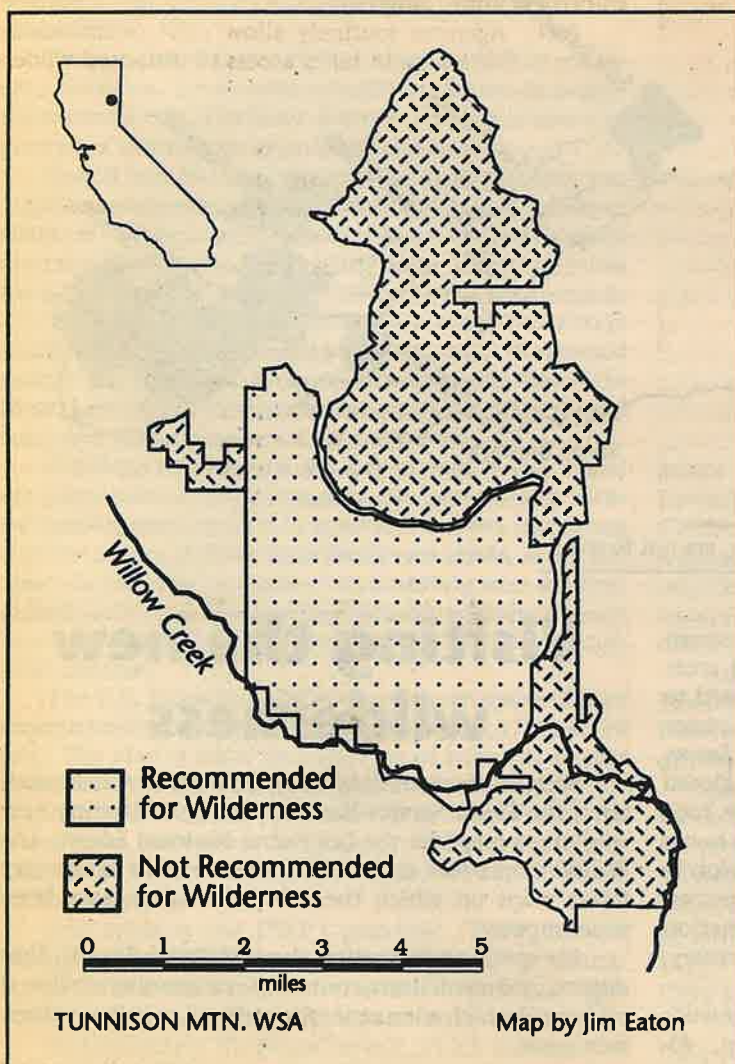 Willow Creek
Recommended
for Wilderness
Not Recommended
for Wilderness
0 1 2 3 4 5
miles
TUNNISON MTN. WSA Map by Jim Eaton